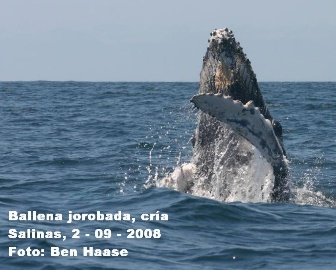 Ballena jorobada, cría
Salinas, 2 - 09 - 2008
Foto: Ben Haase